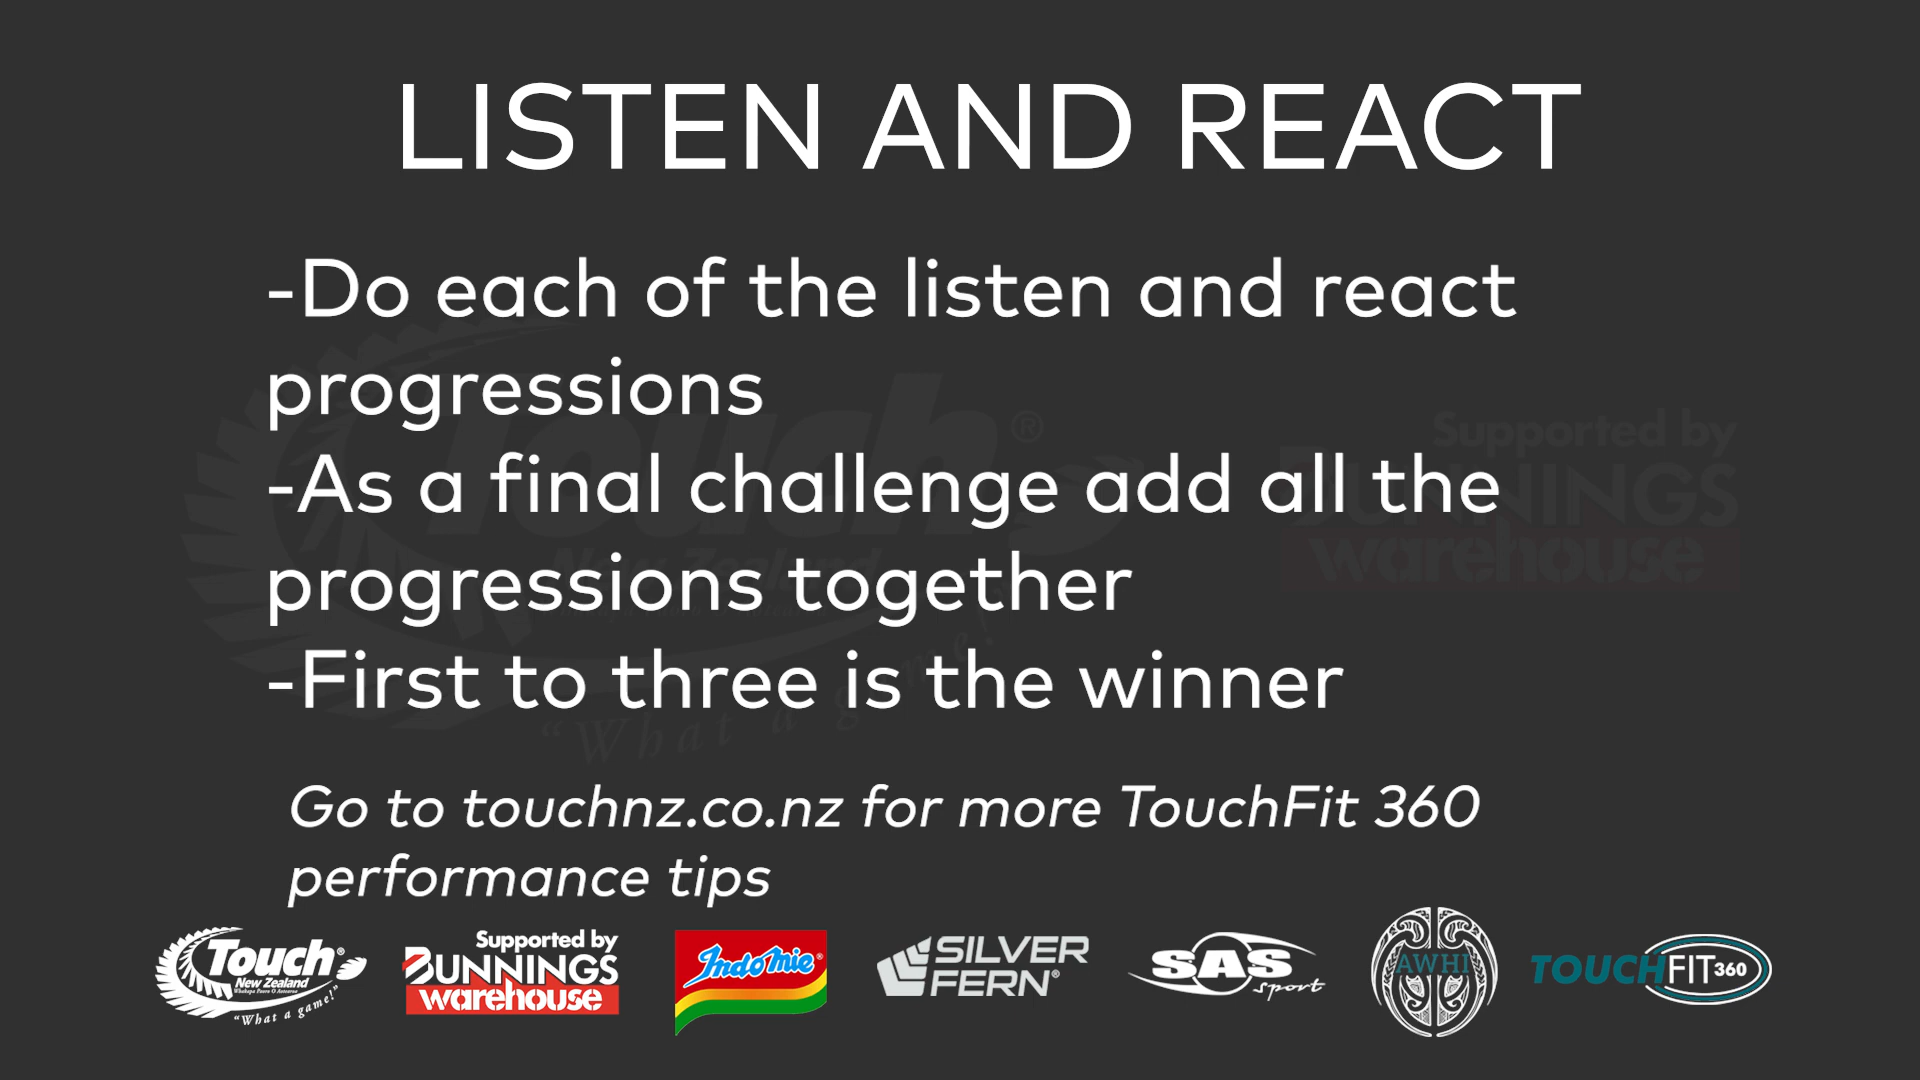 LISTEN AND REACT
-Do each of the listen and react
progressions
-As a final challenge add all the
progressions together
-First to three is the winner
Go to touchnz.co.nz for more TouchFit 360
performance tips
Touch®
New Zealand
"What a game!"
Supported by
BUNNINGS
warehouse
Indomie®
SILVER
FERN®
SAS
sport
AWHI
TOUCHFIT360